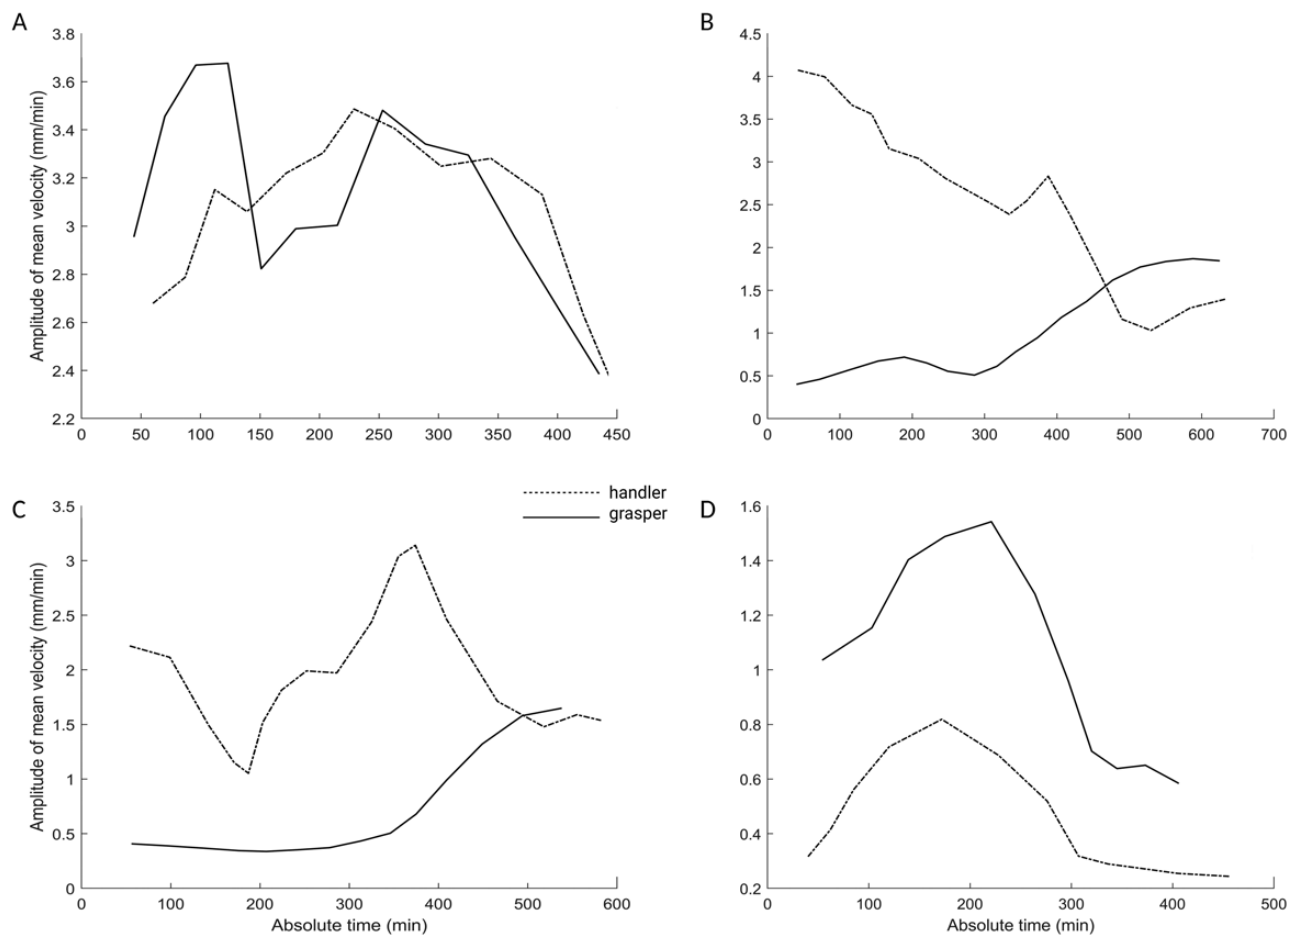 A
Amplitude of mean velocity (mm/min)
3.8
3.6
3.4
3.2
3
2.8
2.6
2.4
2.2
0 50 100 150 200 250 300 350 400 450
B
4.5
4
3.5
3
2.5
2
1.5
1
0.5
0
0 100 200 300 400 500 600 700
C
Amplitude of mean velocity (mm/min)
3.5
3
2.5
2
1.5
1
0.5
0
0 100 200 300 400 500 600
Absolute time (min)
handler
grasper
D
1.6
1.4
1.2
1
0.8
0.6
0.4
0.2
0 100 200 300 400 500
Absolute time (min)